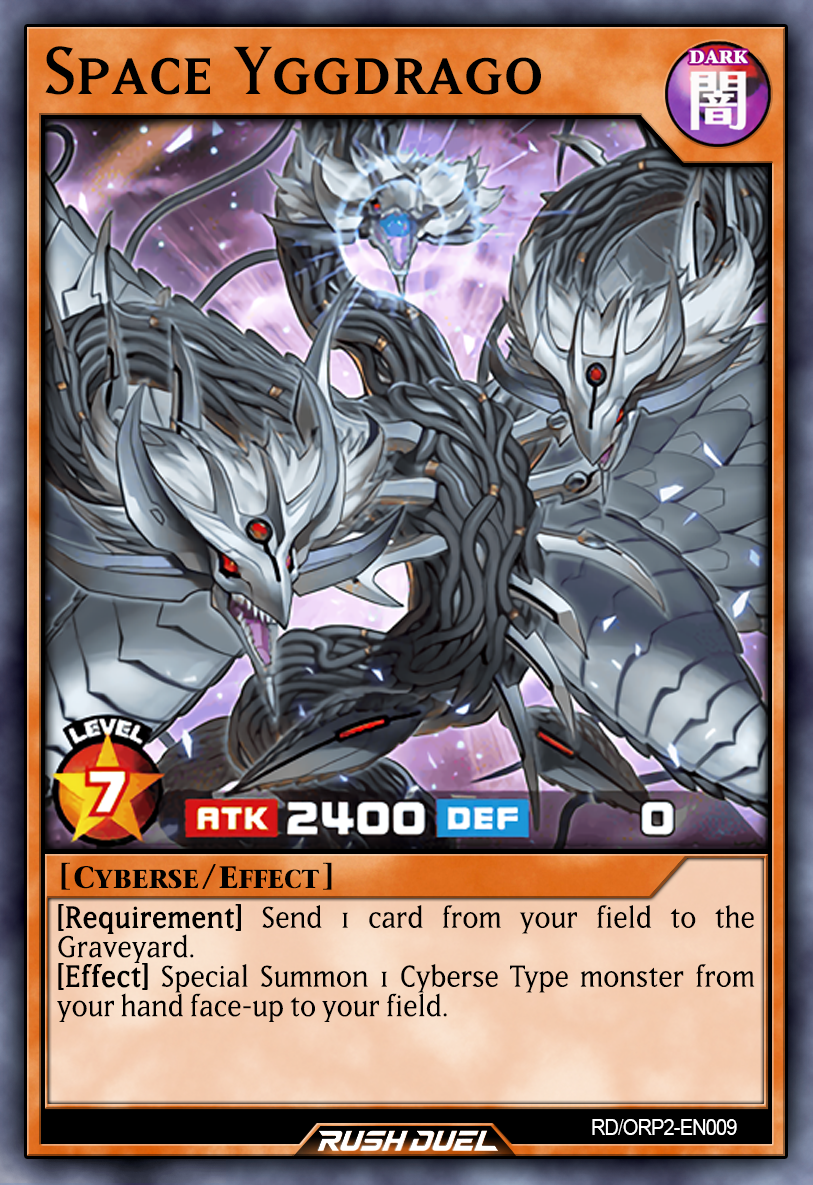 Space Yggdrago
DARK
闇
LEVEL
7
ATK 2400 DEF 0
[Cyberse/Effect]
[Requirement] Send 1 card from your field to the
Graveyard.
[Effect] Special Summon 1 Cyberse Type monster from
your hand face-up to your field.
RD/ORP2-EN009
RUSH DUEL